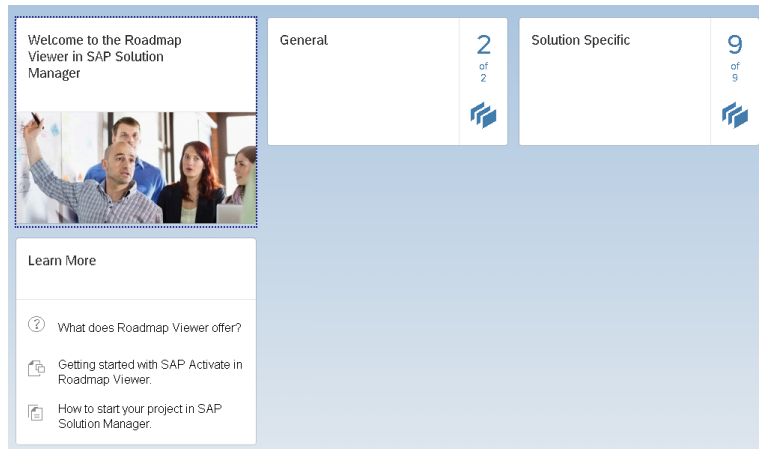 Welcome to the Roadmap
Viewer in SAP Solution
Manager
General
2
of
2
Solution Specific
9
of
9
Learn More
What does Roadmap Viewer offer?
Getting started with SAP Activate in
Roadmap Viewer.
How to start your project in SAP
Solution Manager.